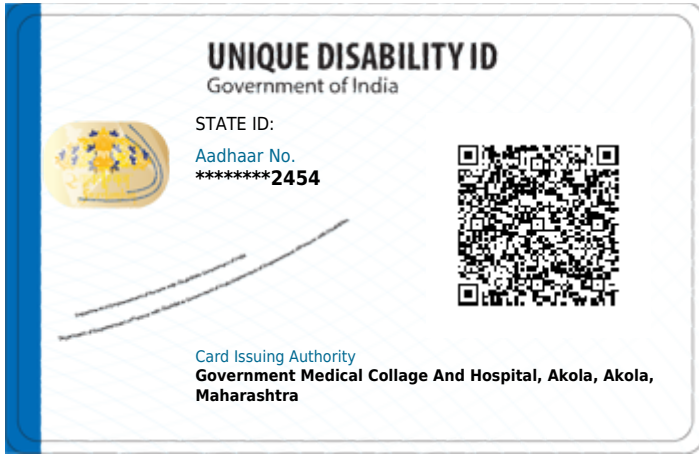 UNIQUE DISABILITY ID
Government of India
STATE ID:
Aadhaar No.
********2454
Card Issuing Authority
Government Medical Collage And Hospital, Akola, Akola,
Maharashtra